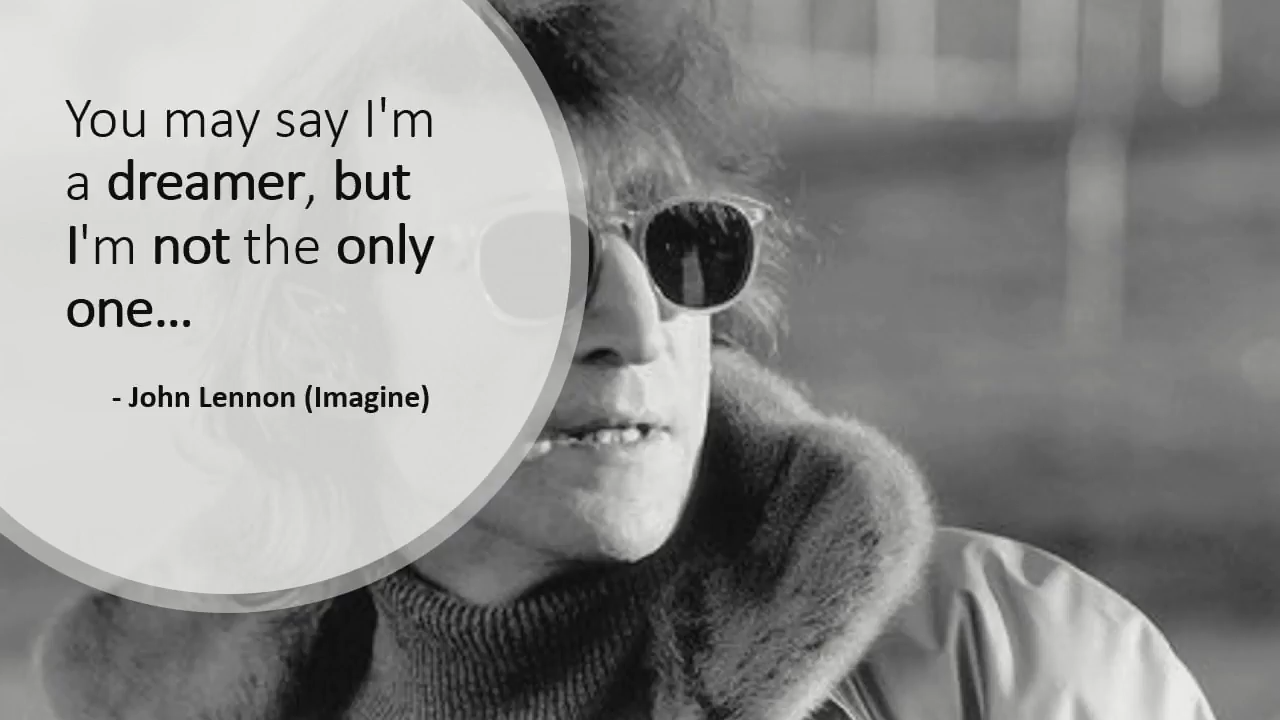 You may say I'm
a dreamer, but
I'm not the only
one...
- John Lennon (Imagine)